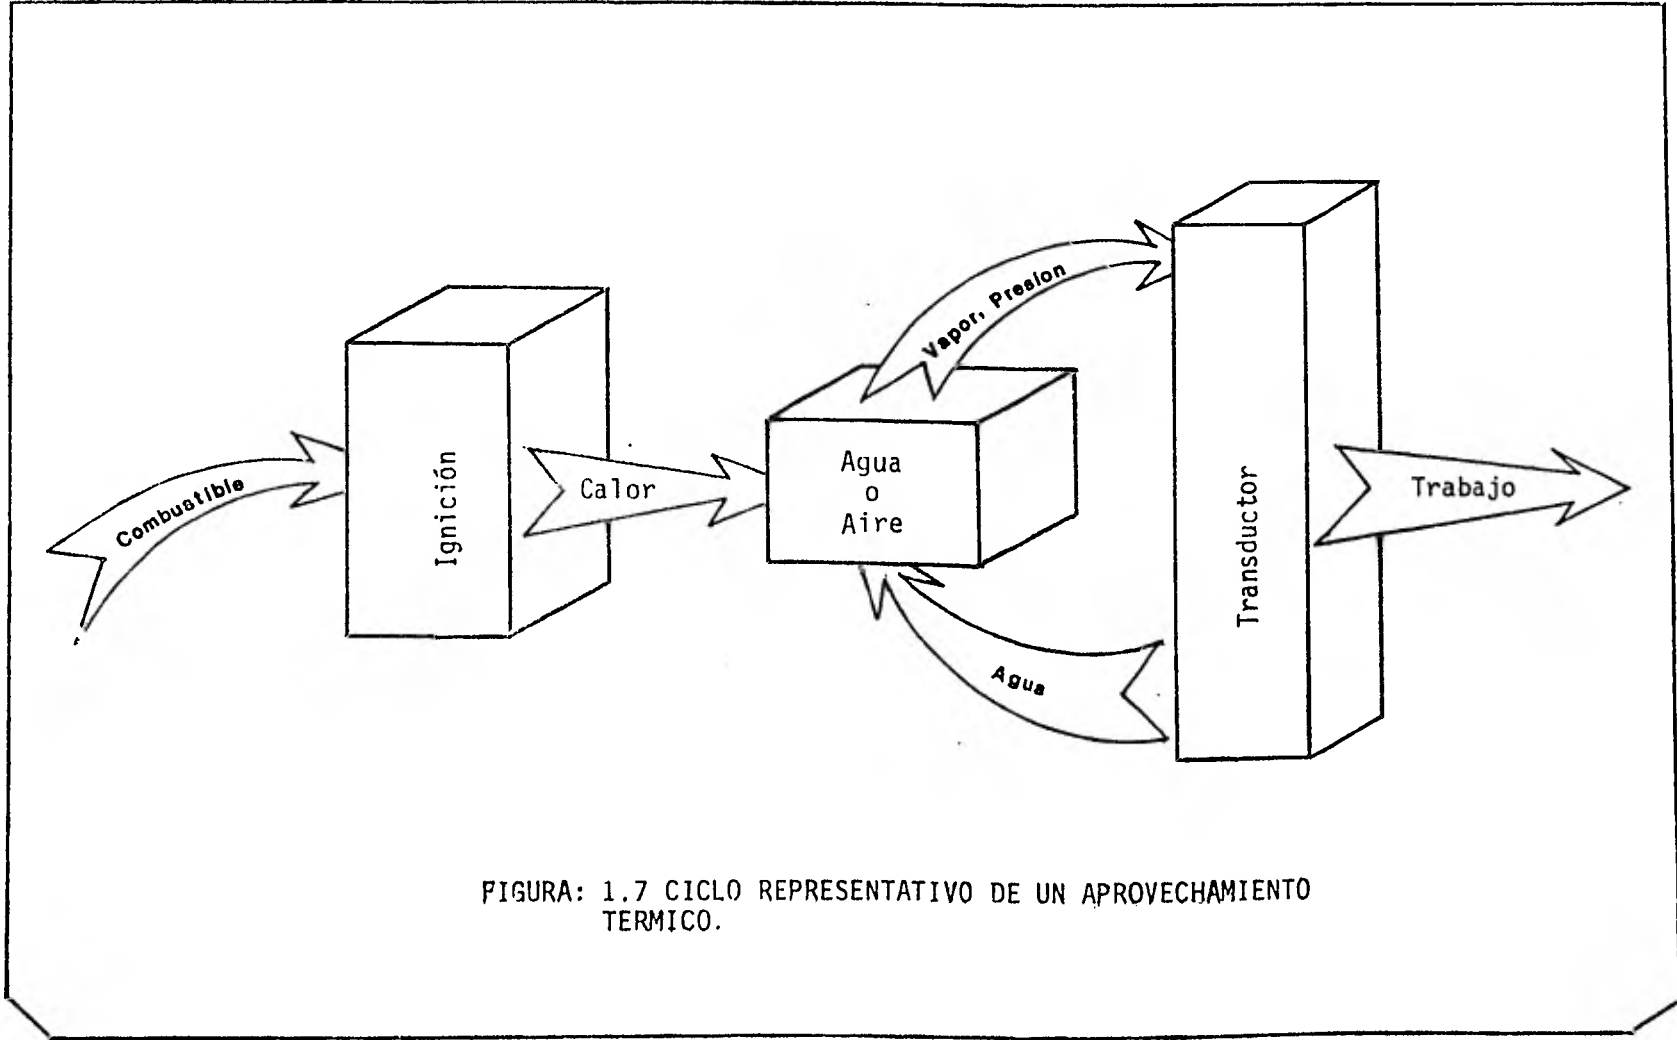 Combustible
Ignición
Calor
Agua
o
Aire
Vapor, Presion
Agua
Transductor
Trabajo
FIGURA: 1.7 CICLO REPRESENTATIVO DE UN APROVECHAMIENTO
TERMICO.